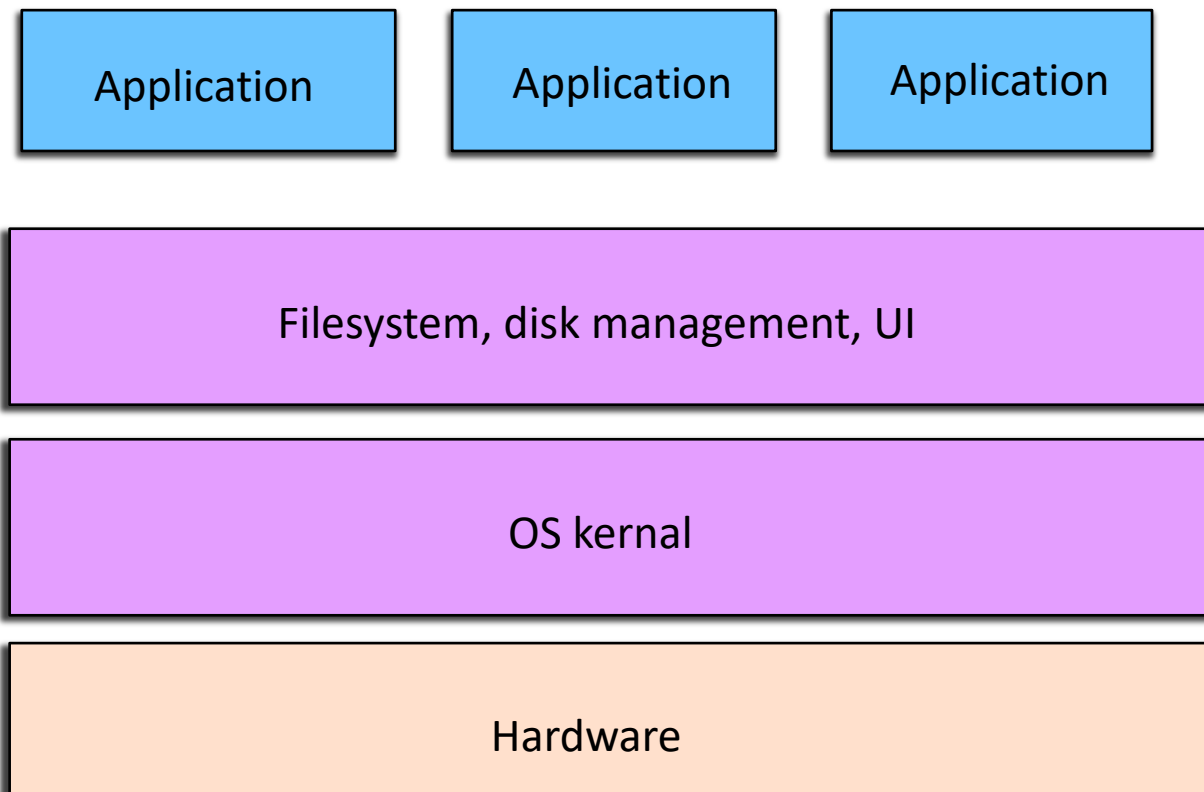 Application
Application
Application
Filesystem, disk management, UI
OS kernal
Hardware